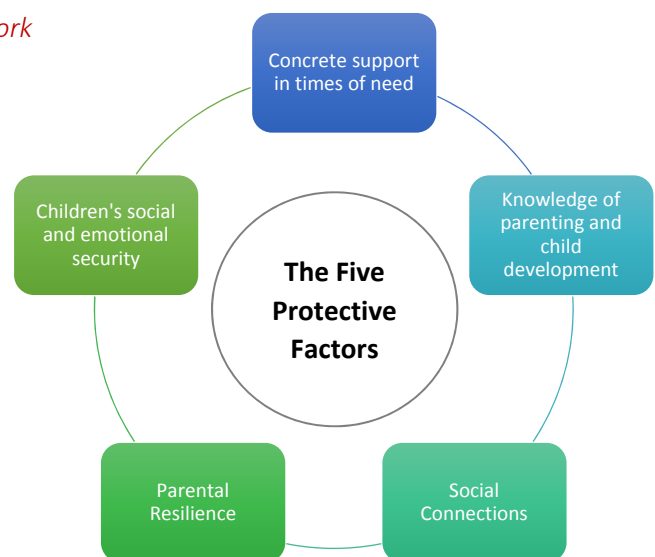 ork
Concrete support
in times of need
Knowledge of
parenting and
child
development
Social
Connections
Parental
Resilience
Children's social
and emotional
security
The Five
Protective
Factors